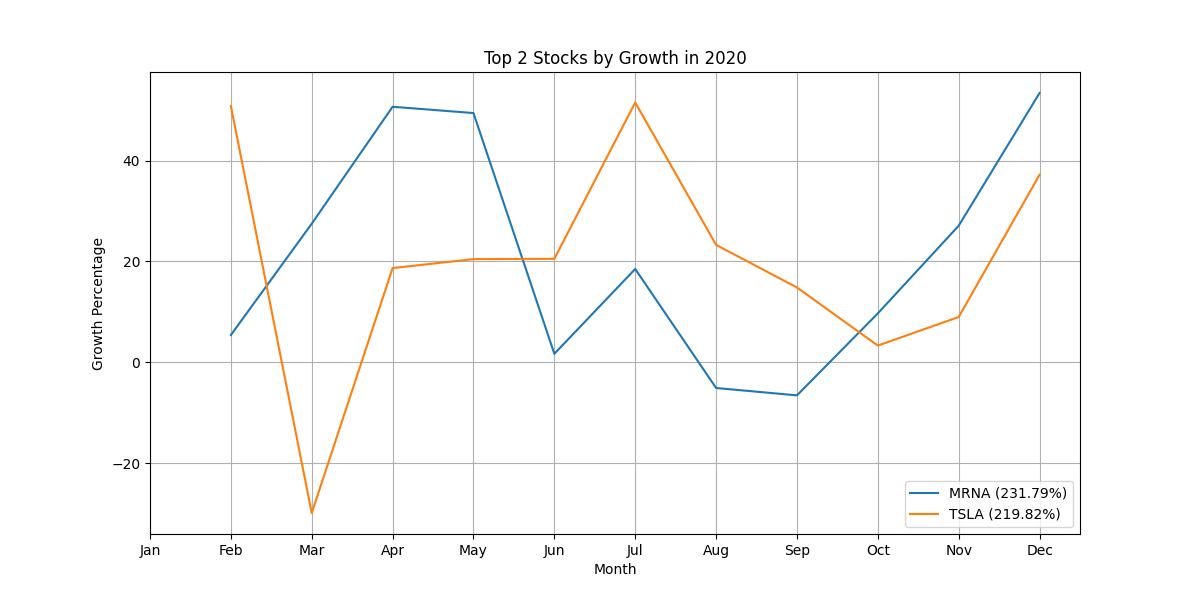 Top 2 Stocks by Growth in 2020
Growth Percentage
40
20
0
−20
Jan Feb Mar Apr May Jun Jul Aug Sep Oct Nov Dec
Month
MRNA (231.79%)
TSLA (219.82%)